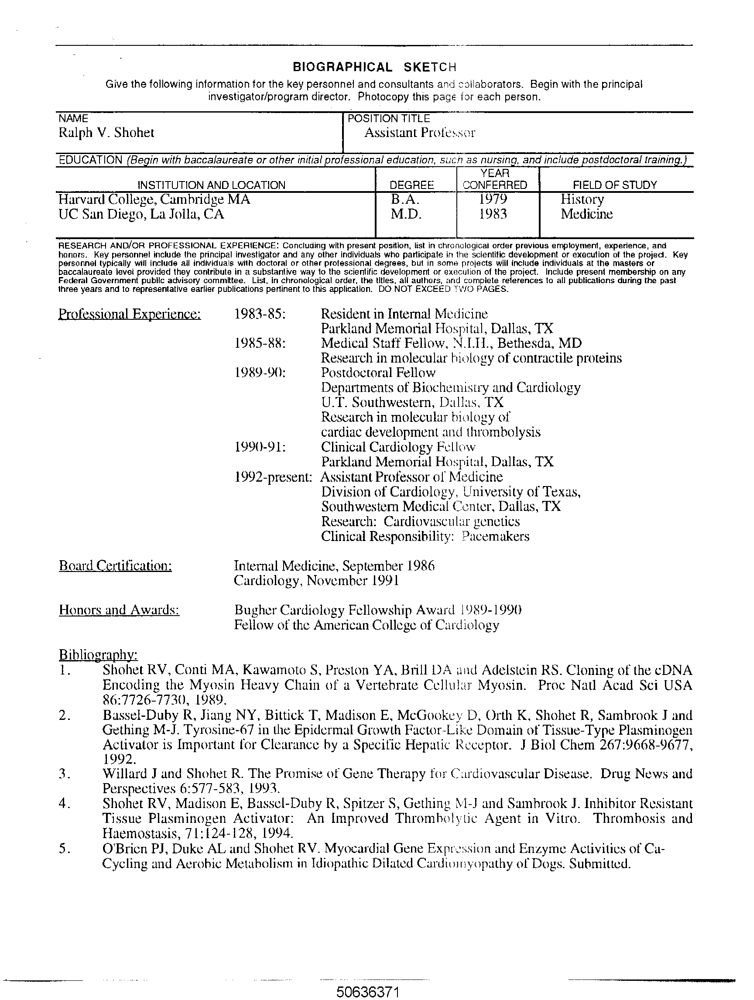 BIOGRAPHICAL SKETCH
Give the following information for the key personnel and consultants and collaborators. Begin with the principal
investigator/program director. Photocopy this page for each person.
NAME POSITION TITLE
Ralph V. Shohet Assistant Professor
EDUCATION (Begin with baccalaureate or other initial professional education, such as nursing, and include postdoctoral training.)
INSTITUTION AND LOCATION DEGREE YEAR CONFERRED FIELD OF STUDY
Harvard College, Cambridge MA B.A. 1979 History
UC San Diego, La Jolla, CA M.D. 1983 Medicine
RESEARCH AND/OR PROFESSIONAL EXPERIENCE: Concluding with present position, list in chronological order previous employment, experience, and
honors. Key personnel include the principal investigator and any other individuals who participate in the scientific development or execution of the project. Key
personnel typically will include all individuals with doctoral or other professional degrees, but in some projects will include individuals at the masters or
baccalaureate level provided they contribute in a substantive way to the scientific development or execution of the project. Include present membership on any
Federal Government public advisory committee. List, in chronological order, the titles, all authors, and complete references to all publications during the past
three years and to representative earlier publications pertinent to this application. DO NOT EXCEED TWO PAGES.
Professional Experience: 1983-85: Resident in Internal Medicine
Parkland Memorial Hospital, Dallas, TX
1985-88: Medical Staff Fellow, N.I.H., Bethesda, MD
Research in molecular biology of contractile proteins
1989-90: Postdoctoral Fellow
Departments of Biochemistry and Cardiology
U.T. Southwestern, Dallas, TX
Research in molecular biology of
cardiac development and thrombolysis
1990-91: Clinical Cardiology Fellow
Parkland Memorial Hospital, Dallas, TX
1992-present: Assistant Professor of Medicine
Division of Cardiology, University of Texas,
Southwestern Medical Center, Dallas, TX
Research: Cardiovascular genetics
Clinical Responsibility: Pacemakers
Board Certification: Internal Medicine, September 1986
Cardiology, November 1991
Honors and Awards: Bugher Cardiology Fellowship Award 1989-1990
Fellow of the American College of Cardiology
Bibliography:
1. Shohet RV, Conti MA, Kawamoto S, Preston YA, Brill DA and Adelstein RS. Cloning of the cDNA
Encoding the Myosin Heavy Chain of a Vertebrate Cellular Myosin. Proc Natl Acad Sci USA
86:7726-7730, 1989.
2. Bassel-Duby R, Jiang NY, Bittick T, Madison E, McGookey D, Orth K, Shohet R, Sambrook J and
Gething M-J. Tyrosine-67 in the Epidermal Growth Factor-Like Domain of Tissue-Type Plasminogen
Activator is Important for Clearance by a Specific Hepatic Receptor. J Biol Chem 267:9668-9677,
1992.
3. Willard J and Shohet R. The Promise of Gene Therapy for Cardiovascular Disease. Drug News and
Perspectives 6:577-583, 1993.
4. Shohet RV, Madison E, Bassel-Duby R, Spitzer S, Gething M-J and Sambrook J. Inhibitor Resistant
Tissue Plasminogen Activator: An Improved Thrombolytic Agent in Vitro. Thrombosis and
Haemostasis, 71:124-128, 1994.
5. O'Brien PJ, Duke AL and Shohet RV. Myocardial Gene Expression and Enzyme Activities of Ca-
Cycling and Aerobic Metabolism in Idiopathic Dilated Cardiomyopathy of Dogs. Submitted.
50636371